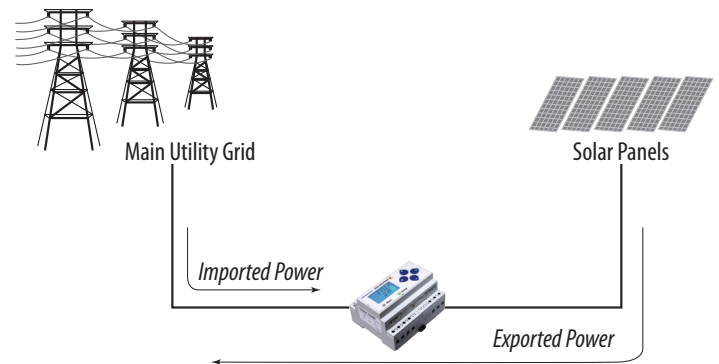 Main Utility Grid
Solar Panels
Imported Power
Exported Power